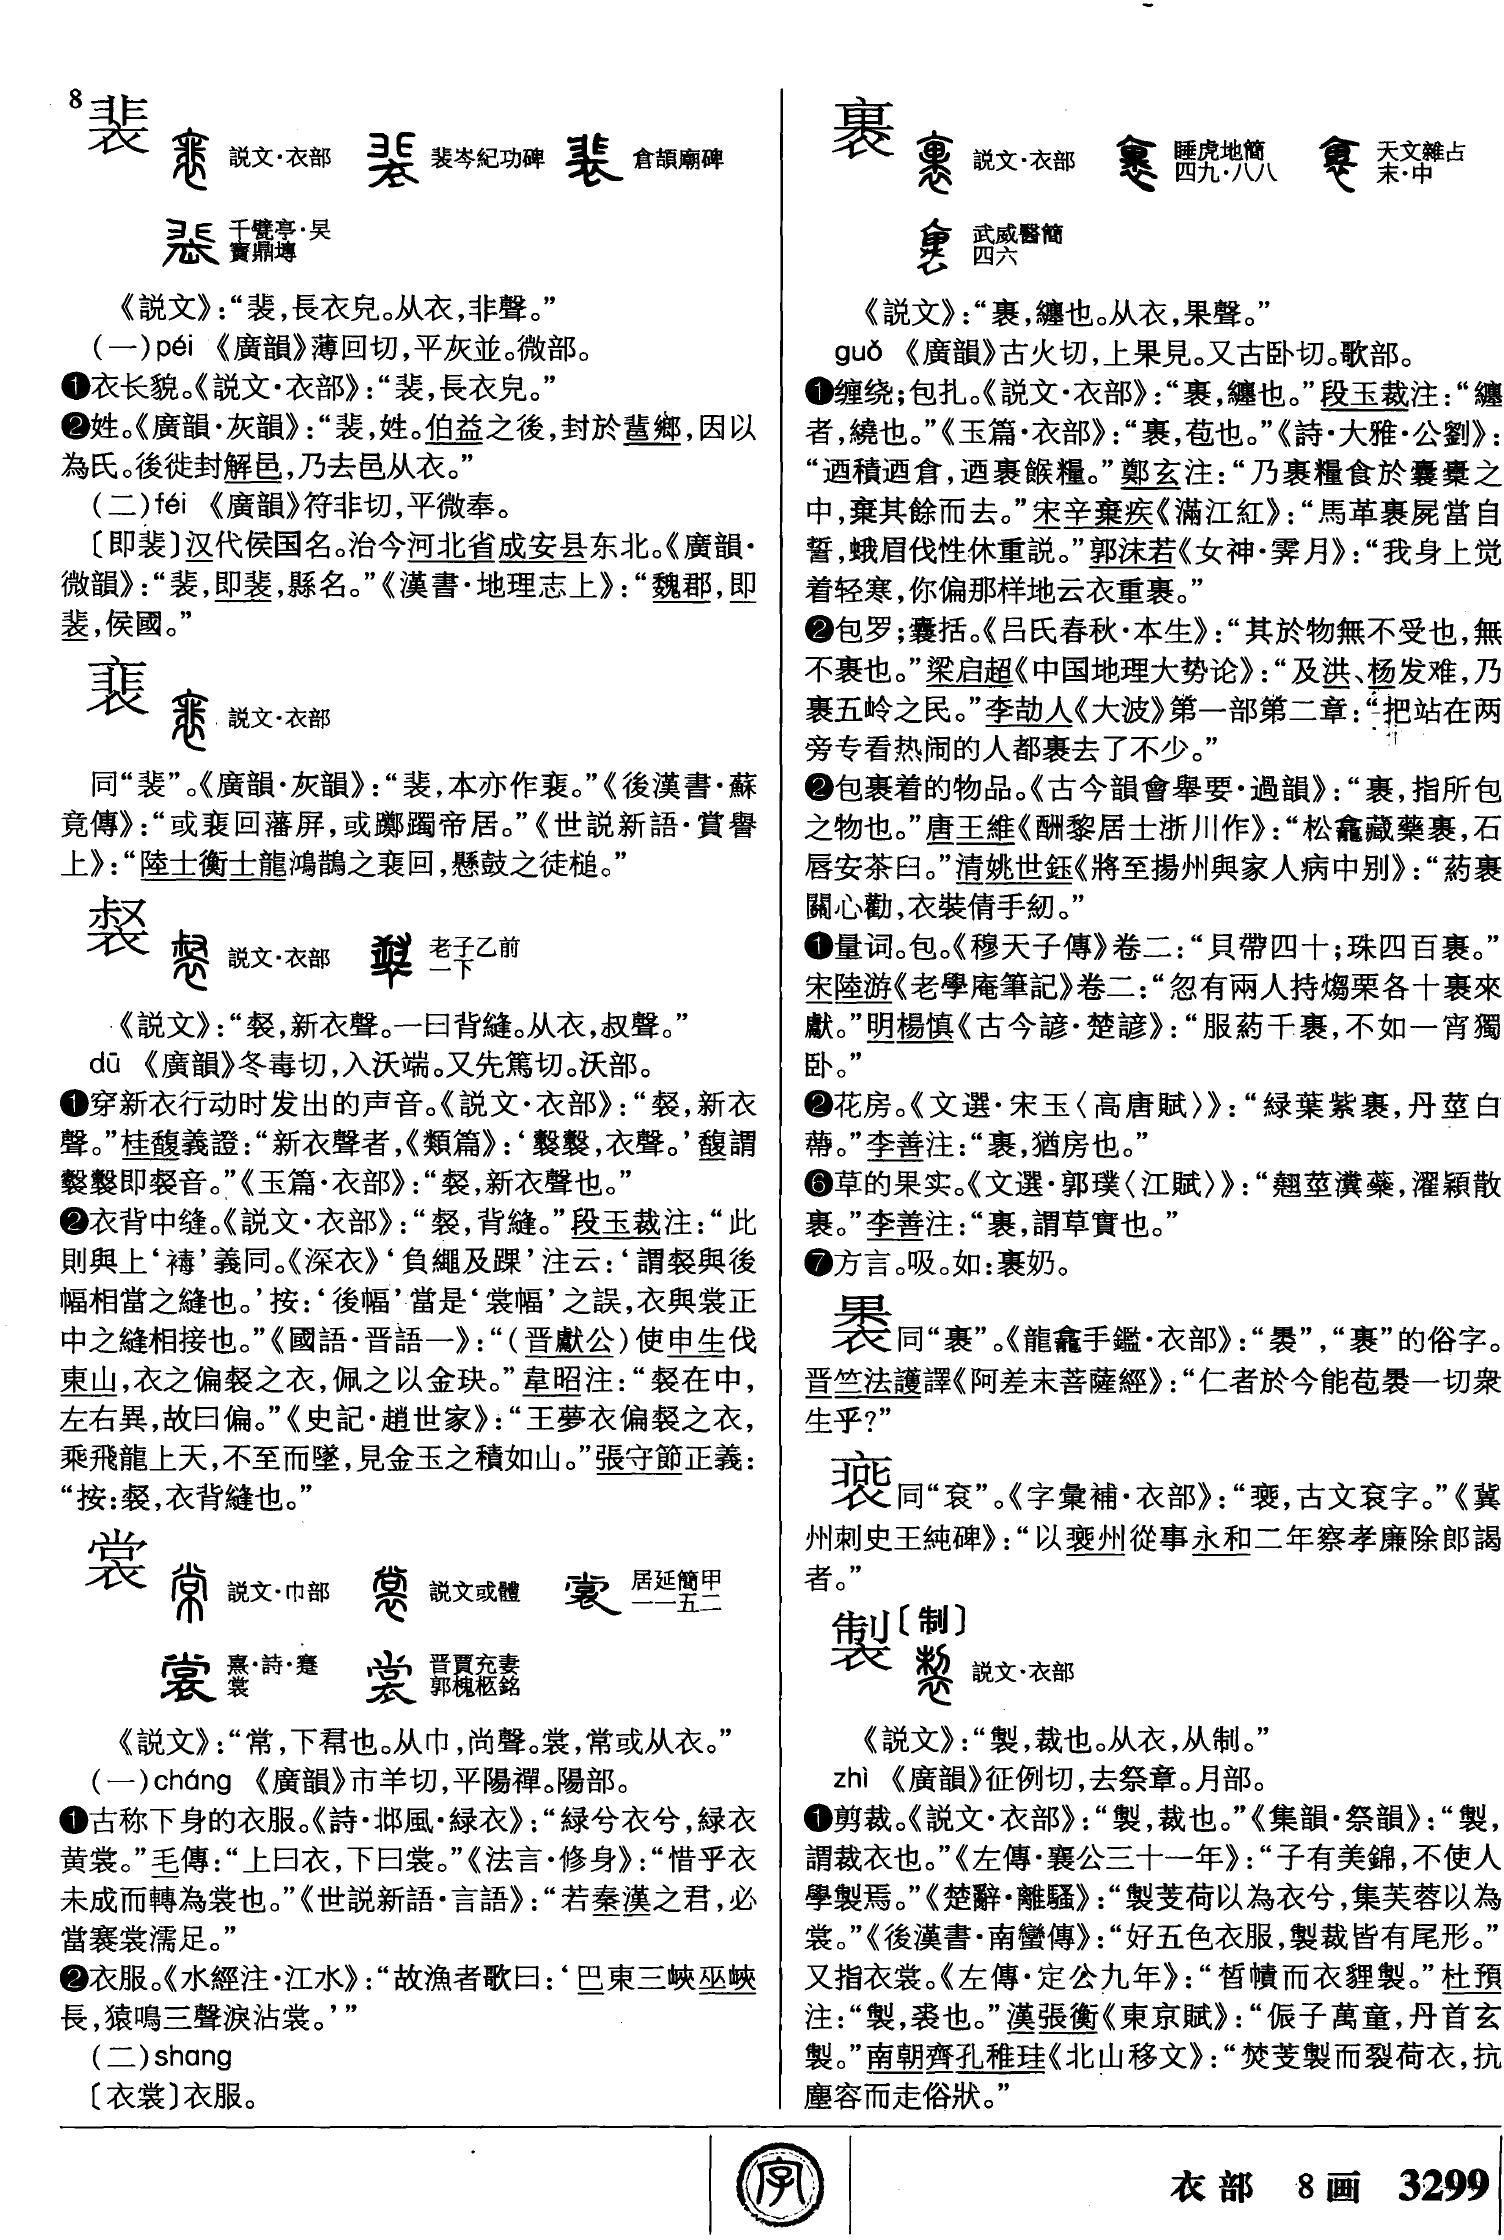 8
裴 説文·衣部 裴岑紀功碑 倉頡廟碑
千甓亭·吴
寳鼎塼
《説文》：“裴，長衣皃。从衣，非聲。”
(一)péi 《廣韻》薄回切，平灰並。微部。
❶衣长貌。《説文·衣部》：“裴，長衣皃。”
❷姓。《廣韻·灰韻》：“裴，姓。伯益之後，封於𨛬鄉，因以
為氏。後徙封解邑，乃去邑从衣。”
(二)féi 《廣韻》符非切，平微奉。
〔即裴〕汉代侯国名。治今河北省成安县东北。《廣韻·
微韻》：“裴，即裴，縣名。”《漢書·地理志上》：“魏郡，即
裴，侯國。”
裵 説文·衣部
同“裴”。《廣韻·灰韻》：“裴，本亦作裵。”《後漢書·蘇
竟傳》：“或裵回藩屏，或躑躅帝居。”《世説新語·賞譽
上》：“陸士衡士龍鴻鵠之裵回，懸鼓之待槌。”
裻 説文·衣部 老子乙前
一下
《説文》：“裻，新衣聲。一曰背縫。从衣，叔聲。”
dū 《廣韻》冬毒切，入沃端。又先篤切。沃部。
❶穿新衣行动时发出的声音。《説文·衣部》：“裻，新衣
聲。”桂馥義證：“新衣聲者，《類篇》：‘縏縏，衣聲。’馥謂
縏縏即裻音。”《玉篇·衣部》：“裻，新衣聲也。”
❷衣背中缝。《説文·衣部》：“裻，背縫。”段玉裁注：“此
則與上‘𧛔’義同。《深衣》‘負繩及踝’注云：‘謂裻與後
幅相當之縫也。’按：‘後幅’當是‘裳幅’之誤，衣與裳正
中之縫相接也。”《國語·晋語一》：“(晋獻公)使申生伐
東山，衣之偏裻之衣，佩之以金玦。”韋昭注：“裻在中，
左右異，故曰偏。”《史記·趙世家》：“王夢衣偏裻之衣，
乘飛龍上天，不至而墜，見金玉之積如山。”張守節正義：
“按：裻，衣背縫也。”
裳 説文·巾部 説文或體 居延簡甲
一一五二
熹·詩·蹇
裳 晋賈充妻
郭槐柩銘
《説文》：“常，下帬也。从巾，尚聲。裳，常或从衣。”
(一)cháng 《廣韻》市羊切，平陽禪。陽部。
❶古称下身的衣服。《詩·邶風·緑衣》：“緑兮衣兮，緑衣
黄裳。”毛傳：“上曰衣，下曰裳。”《法言·修身》：“惜乎衣
未成而轉為裳也。”《世説新語·言語》：“若秦漢之君，必
當褰裳濡足。”
❷衣服。《水經注·江水》：“故漁者歌曰：‘巴東三峽巫峽
長，猿鳴三聲淚沾裳。’”
(二)shang
〔衣裳〕衣服。
裹 説文·衣部 睡虎地簡
四九·八八 天文雜占
末·中
武威醫簡
四六
《説文》：“裹，纏也。从衣，果聲。”
guǒ 《廣韻》古火切，上果見。又古卧切。歌部。
❶缠绕；包扎。《説文·衣部》：“裹，纏也。”段玉裁注：“纏
者，繞也。”《玉篇·衣部》：“裹，苞也。”《詩·大雅·公劉》：
“迺積迺倉，迺裹餱糧。”鄭玄注：“乃裹糧食於囊橐之
中，棄其餘而去。”宋辛棄疾《滿江紅》：“馬革裹屍當自
誓，蛾眉伐性休重説。”郭沫若《女神·霁月》：“我身上觉
着轻寒，你偏那样地云衣重裹。”
❷包罗；囊括。《吕氏春秋·本生》：“其於物無不受也，無
不裹也。”梁启超《中国地理大势论》：“及洪、杨发难，乃
裹五岭之民。”李劼人《大波》第一部第二章：“把站在两
旁专看热闹的人都裹去了不少。”
❷包裹着的物品。《古今韻會舉要·過韻》：“裹，指所包
之物也。”唐王維《酬黎居士浙川作》：“松龕藏藥裹，石
唇安茶臼。”清姚世鈺《將至揚州與家人病中别》：“葯裹
關心勸，衣裝倩手紉。”
❶量词。包。《穆天子傳》卷二：“貝帶四十；珠四百裹。”
宋陸游《老學庵筆記》卷二：“忽有兩人持煼栗各十裹來
獻。”明楊慎《古今諺·楚諺》：“服葯千裹，不如一宵獨
卧。”
❷花房。《文選·宋玉〈高唐賦〉》：“緑葉紫裹，丹莖白
蔕。”李善注：“裹，猶房也。”
❻草的果实。《文選·郭璞〈江賦〉》：“翹莖瀵蘂，濯穎散
裹。”李善注：“裹，謂草實也。”
❼方言。吸。如：裹奶。
褁同“裹”。《龍龕手鑑·衣部》：“褁”，“裹”的俗字。
晋竺法護譯《阿差末菩薩經》：“仁者於今能苞褁一切衆
生乎？”
褎同“兖”。《字彙補·衣部》：“褎，古文兖字。”《冀
州刺史王純碑》：“以褎州從事永和二年察孝廉除郎謁
者。”
製〔制〕 説文·衣部
《説文》：“製，裁也。从衣，从制。”
zhì 《廣韻》征例切，去祭章。月部。
❶剪裁。《説文·衣部》：“製，裁也。”《集韻·祭韻》：“製，
謂裁衣也。”《左傳·襄公三十一年》：“子有美錦，不使人
學製焉。”《楚辭·離騷》：“製芰荷以為衣兮，集芙蓉以為
裳。”《後漢書·南蠻傳》：“好五色衣服，製裁皆有尾形。”
又指衣裳。《左傳·定公九年》：“晳幘而衣貍製。”杜預
注：“製，裘也。”漢張衡《東京賦》：“侲子萬童，丹首玄
製。”南朝齊孔稚珪《北山移文》：“焚芰製而裂荷衣，抗
塵容而走俗狀。”
字
衣部 8画 3299